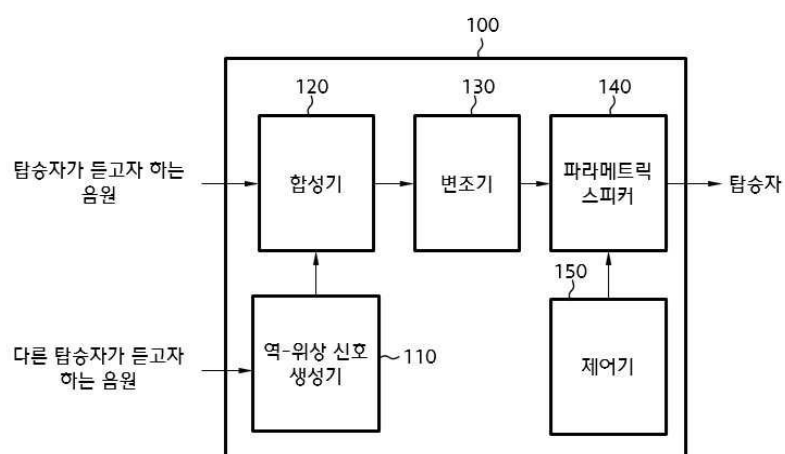 100
120
130
140
탑승자가 듣고자 하는
음원
합성기
변조기
파라메트릭
스피커
탑승자
150
다른 탑승자가 듣고자
하는 음원
역-위상 신호
생성기
110
제어기